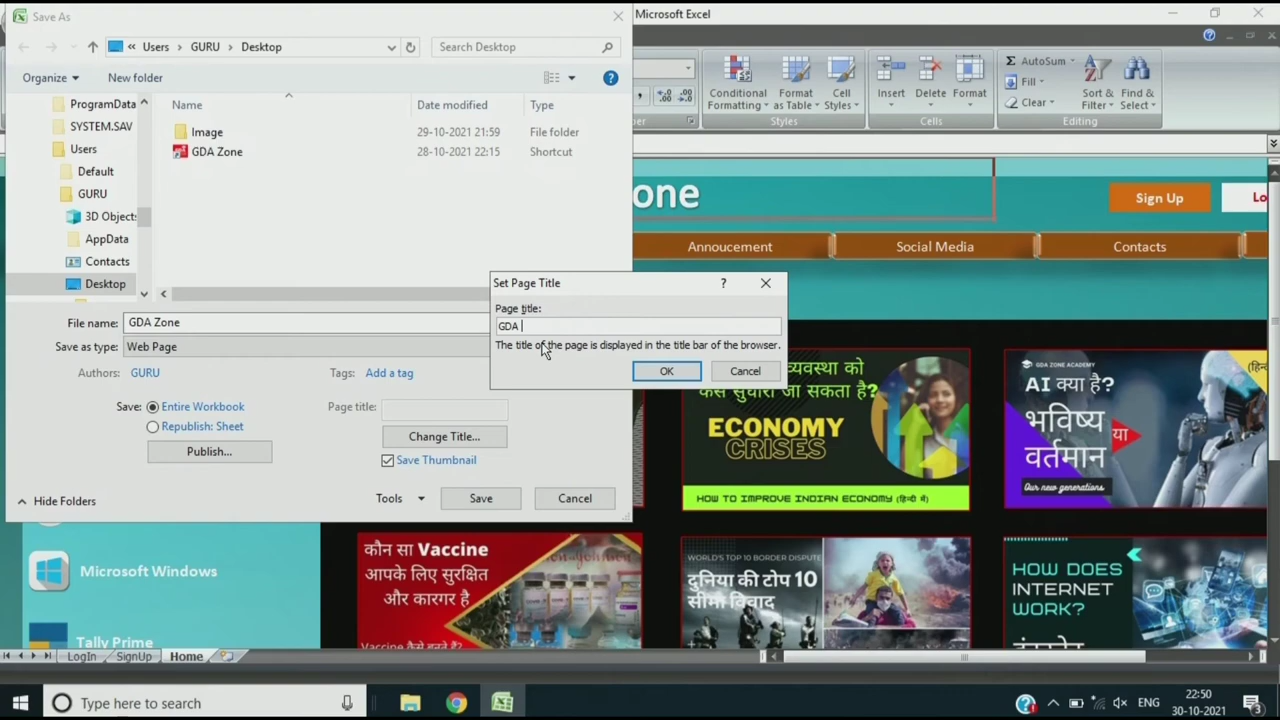 Save As
Microsoft Excel
Users
GURU
Desktop
Search Desktop
Organize
New folder
ProgramData
SYSTEM.SAV
Users
Default
GURU
3D Objects
AppData
Contacts
Desktop
Name
Date modified
Type
Image
29-10-2021 21:59
File folder
GDA Zone
28-10-2021 22:15
Shortcut
File name:
GDA Zone
Save as type:
Web Page
Authors:
GURU
Tags:
Add a tag
Save:
Entire Workbook
Republish: Sheet
Publish...
Page title:
Change Title...
Save Thumbnail
Hide Folders
Tools
Save
Cancel
Set Page Title
?
Page title:
GDA
The title of the page is displayed in the title bar of the browser.
OK
Cancel
Conditional Formatting
Format as Table
Cell Styles
Styles
Insert
Delete
Format
Cells
AutoSum
Fill
Clear
Sort & Filter
Find & Select
Editing
one
Sign Up
Lo
Annoucement
Social Media
Contacts
व्यवस्था को
कैसे सुधारा जा सकता है?
ECONOMY
CRISES
HOW TO IMPROVE INDIAN ECONOMY (हिन्दी में)
GDA ZONE ACADEMY
AI क्या है?
भविष्य
या
वर्तमान
Our new generations
Microsoft Windows
Tally Prime
कौन सा Vaccine
आपके लिए सुरक्षित
और कारगर है
WORLD'S TOP 10 BORDER DISPUTE
दुनिया की टोप 10
सीमा विवाद
HOW DOES
INTERNET
WORK?
LogIn
SignUp
Home
Type here to search
ENG
22:50
30-10-2021
3